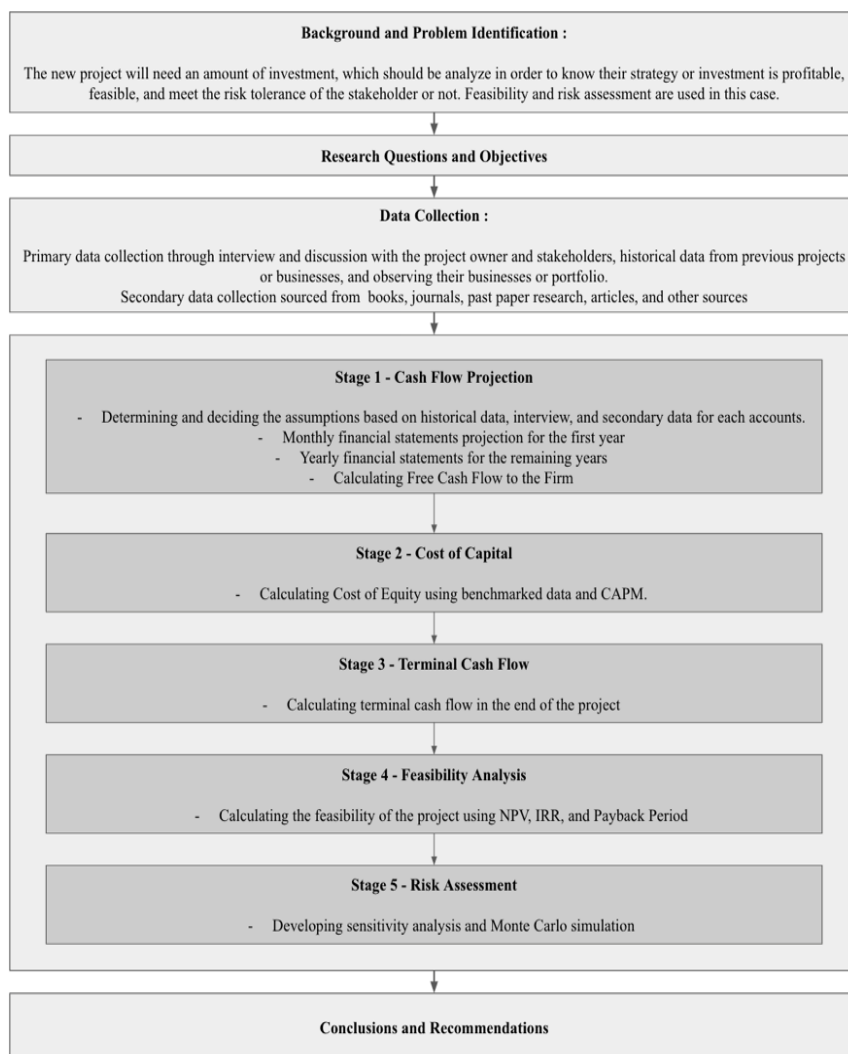 Background and Problem Identification :
The new project will need an amount of investment, which should be analyze in order to know their strategy or investment is profitable,
feasible, and meet the risk tolerance of the stakeholder or not. Feasibility and risk assessment are used in this case.
Research Questions and Objectives
Data Collection :
Primary data collection through interview and discussion with the project owner and stakeholders, historical data from previous projects
or businesses, and observing their businesses or portfolio.
Secondary data collection sourced from books, journals, past paper research, articles, and other sources
Stage 1 - Cash Flow Projection
- Determining and deciding the assumptions based on historical data, interview, and secondary data for each accounts.
- Monthly financial statements projection for the first year
- Yearly financial statements for the remaining years
- Calculating Free Cash Flow to the Firm
Stage 2 - Cost of Capital
- Calculating Cost of Equity using benchmarked data and CAPM.
Stage 3 - Terminal Cash Flow
- Calculating terminal cash flow in the end of the project
Stage 4 - Feasibility Analysis
- Calculating the feasibility of the project using NPV, IRR, and Payback Period
Stage 5 - Risk Assessment
- Developing sensitivity analysis and Monte Carlo simulation
Conclusions and Recommendations